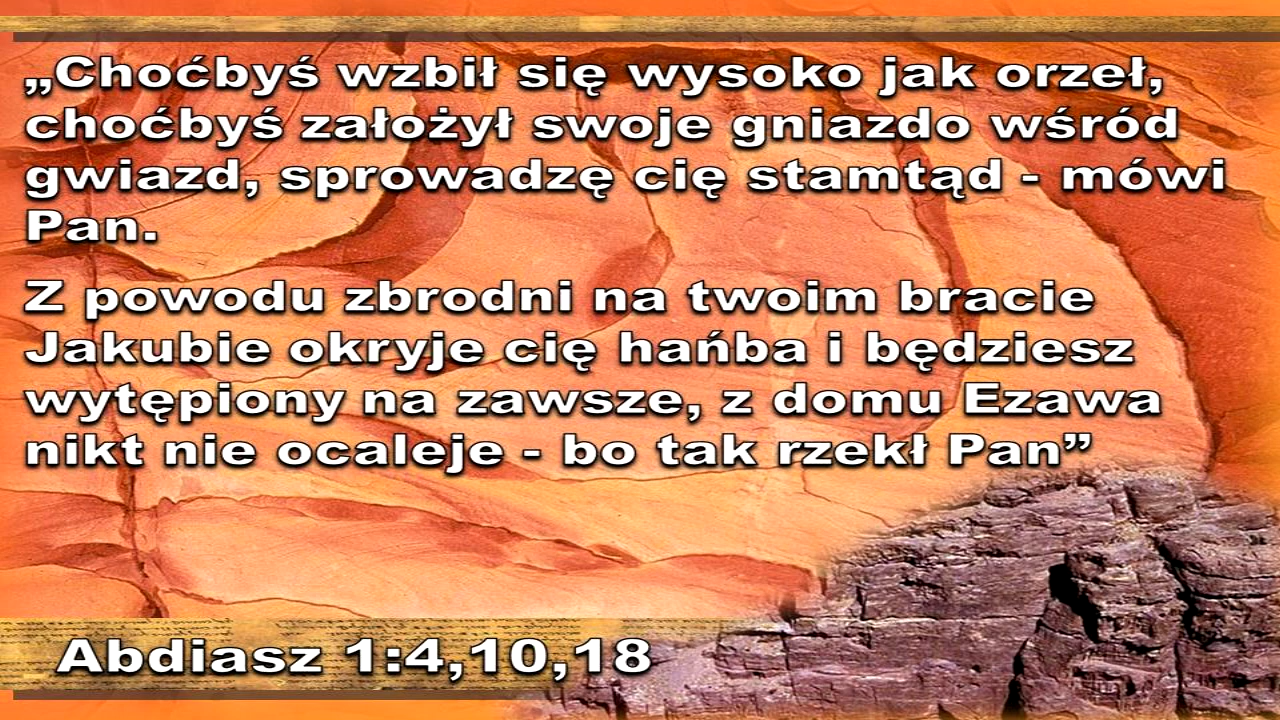 „Choćbyś wzbił się wysoko jak orzeł,
choćbyś założył swoje gniazdo wśród
gwiazd, sprowadzę cię stamtąd - mówi
Pan.
Z powodu zbrodni na twoim bracie
Jakubie okryje cię hańba i będziesz
wytępiony na zawsze, z domu Ezawa
nikt nie ocaleje - bo tak rzekł Pan”
Abdiasz 1:4,10,18